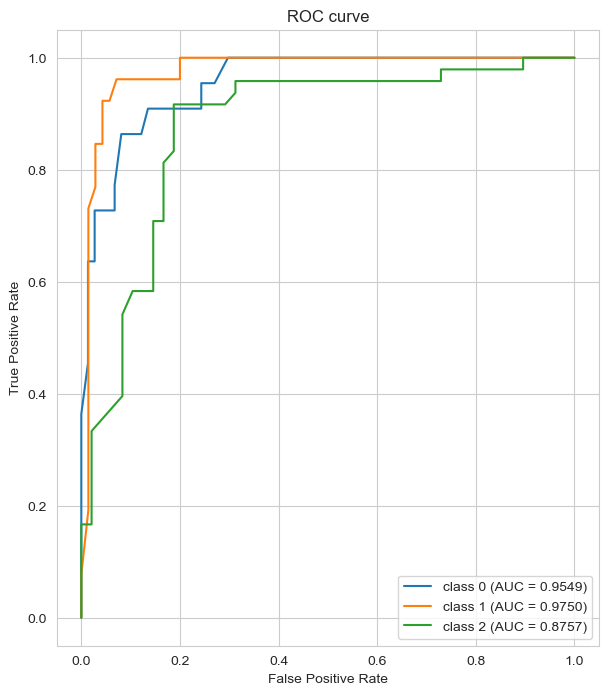 ROC curve
True Positive Rate
1.0
0.8
0.6
0.4
0.2
0.0
class 0 (AUC = 0.9549)
class 1 (AUC = 0.9750)
class 2 (AUC = 0.8757)
0.0 0.2 0.4 0.6 0.8 1.0
False Positive Rate